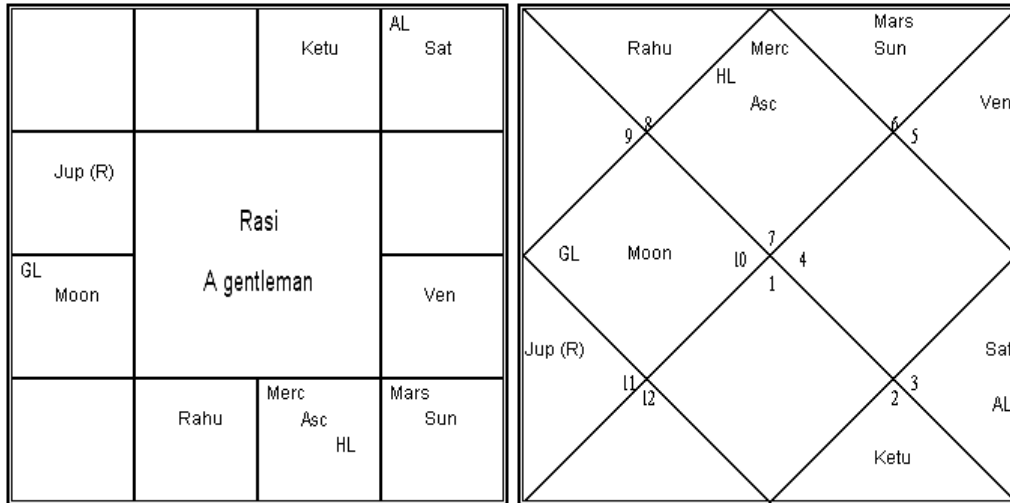 AL
Ketu
Sat
Jup (R)
Rasi
A gentleman
GL
Moon
Ven
Merc
Mars
Rahu
Asc
Sun
HL
Mars
Rahu
Merc
Sun
HL
Asc
Ven
8
6
9
5
7
GL
Moon
10
4
1
Jup (R)
Sat
11
3
12
2
AL
Ketu